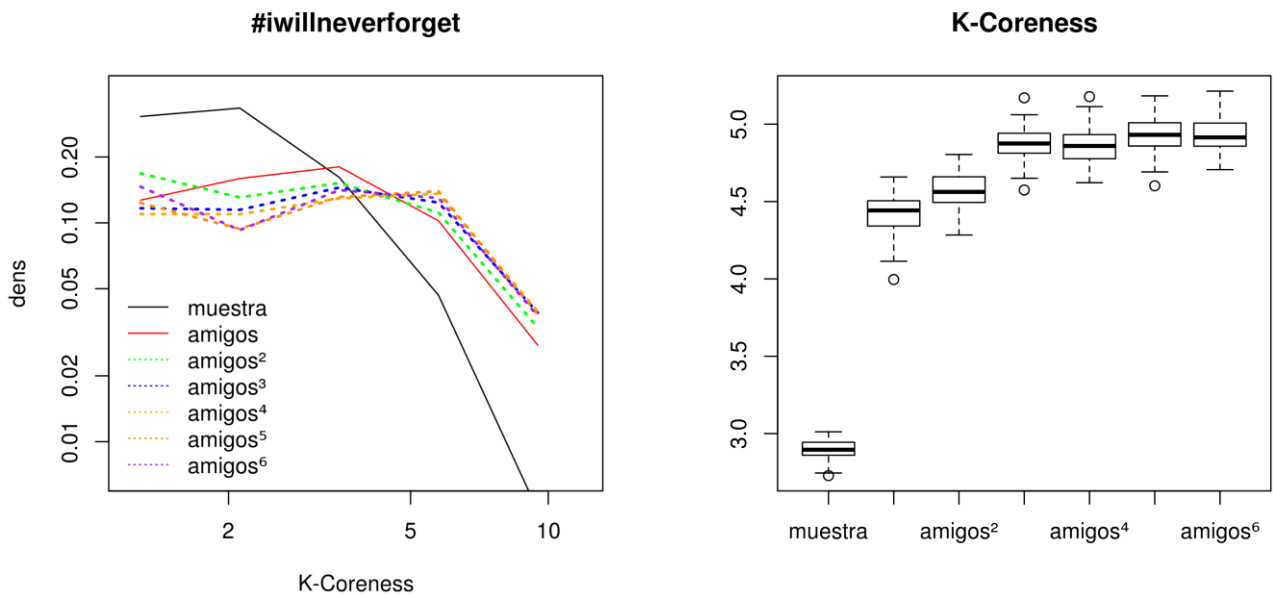 #iwillneverforget
dens
0.20
0.10
0.05
0.02
0.01
muestra
amigos
amigos²
amigos³
amigos⁴
amigos⁵
amigos⁶
2 5 10
K-Coreness
K-Coreness
5.0
4.5
4.0
3.5
3.0
muestra amigos² amigos⁴ amigos⁶